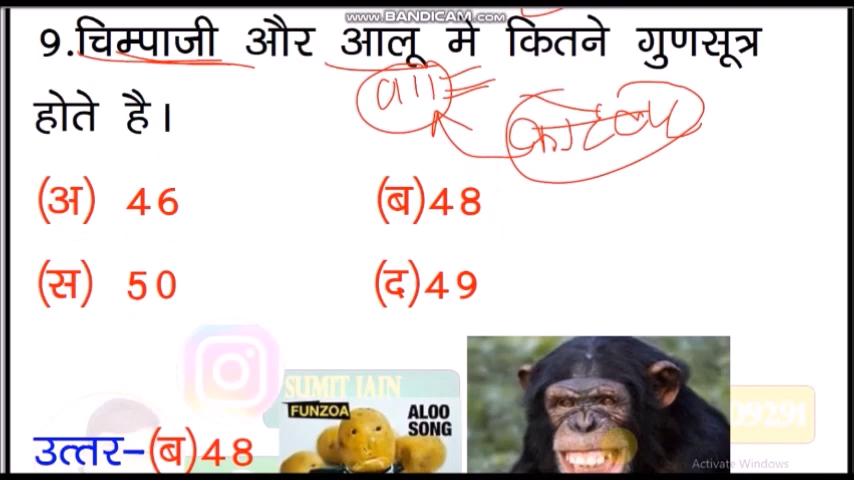 www.BANDICAM.com
9.चिम्पाजी और आलू मे कितने गुणसूत्र
होते है।
(अ) 46
(ब)48
(स) 50
(द)49
SUMIT JAIN
FUNZOA
ALOO
SONG
09291
उत्तर-(ब)48
Activate Windows